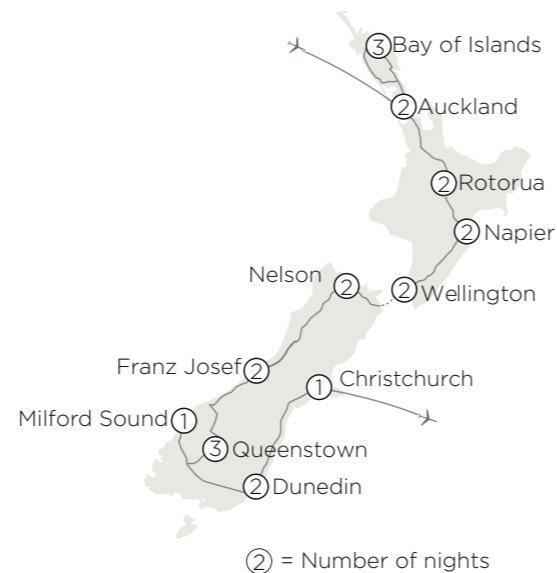 3 Bay of Islands
2 Auckland
2 Rotorua
2 Napier
Nelson 2
2 Wellington
Franz Josef 2
1 Christchurch
Milford Sound 1
3 Queenstown
2 Dunedin
2 = Number of nights